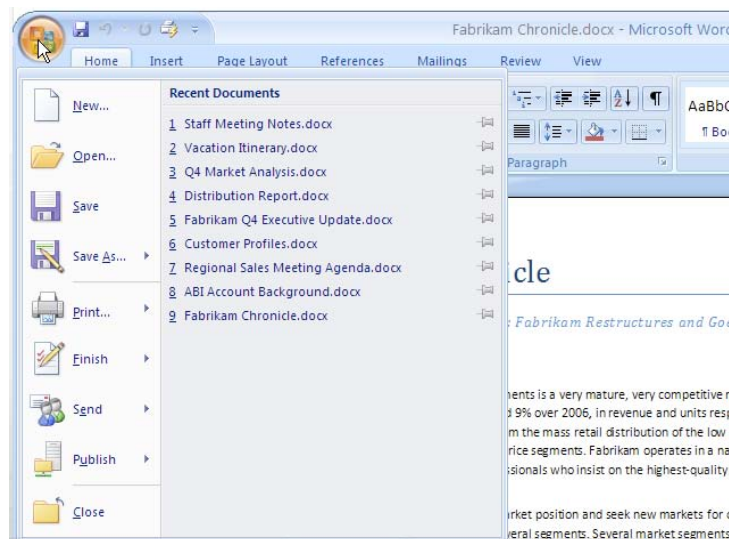 Fabrikam Chronicle.docx - Microsoft Word
Home Insert Page Layout References Mailings Review View
New...
Open...
Save
Save As...
Print...
Finish
Send
Publish
Close
Recent Documents
1 Staff Meeting Notes.docx
2 Vacation Itinerary.docx
3 Q4 Market Analysis.docx
4 Distribution Report.docx
5 Fabrikam Q4 Executive Update.docx
6 Customer Profiles.docx
7 Regional Sales Meeting Agenda.docx
8 ABI Account Background.docx
9 Fabrikam Chronicle.docx
AaBbC
¶ Bo
Paragraph
icle
: Fabrikam Restructures and Goe
ents is a very mature, very competitive
9% over 2006, in revenue and units resp
m the mass retail distribution of the low
rice segments. Fabrikam operates in a na
sionals who insist on the highest-quality
rket position and seek new markets for
veral segments. Several market segments